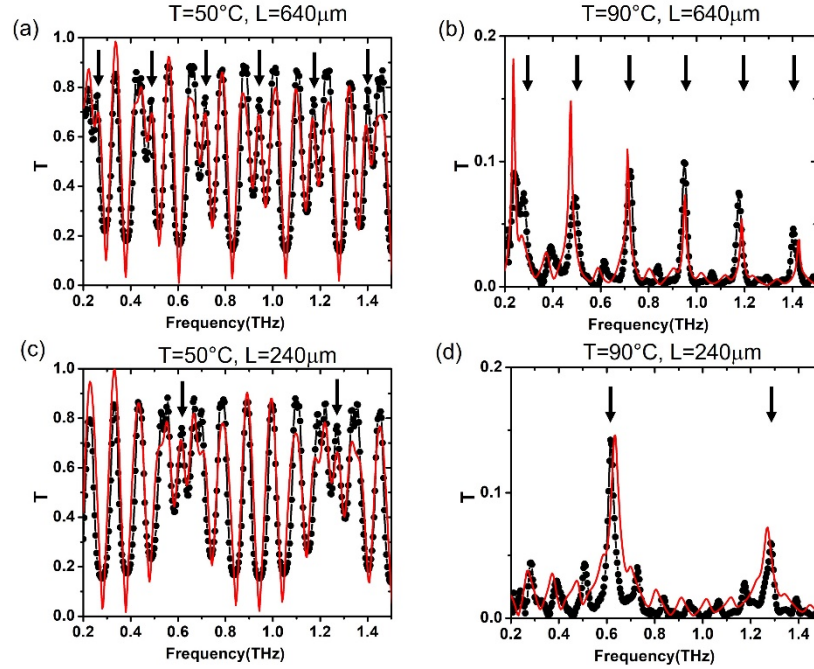 T=50°C, L=640μm
T=90°C, L=640μm
(a)
(b)
1.0
0.8
0.6
0.4
0.2
0.0
T
0.2 0.4 0.6 0.8 1.0 1.2 1.4
Frequency(THz)
0.2
0.1
0.0
T
0.2 0.4 0.6 0.8 1.0 1.2 1.4
Frequency(THz)
(c)
T=50°C, L=240μm
(d)
T=90°C, L=240μm
1.0
0.8
0.6
0.4
0.2
0.0
T
0.2 0.4 0.6 0.8 1.0 1.2 1.4
Frequency(THz)
0.2
0.1
0.0
T
0.2 0.4 0.6 0.8 1.0 1.2 1.4
Frequency(THz)